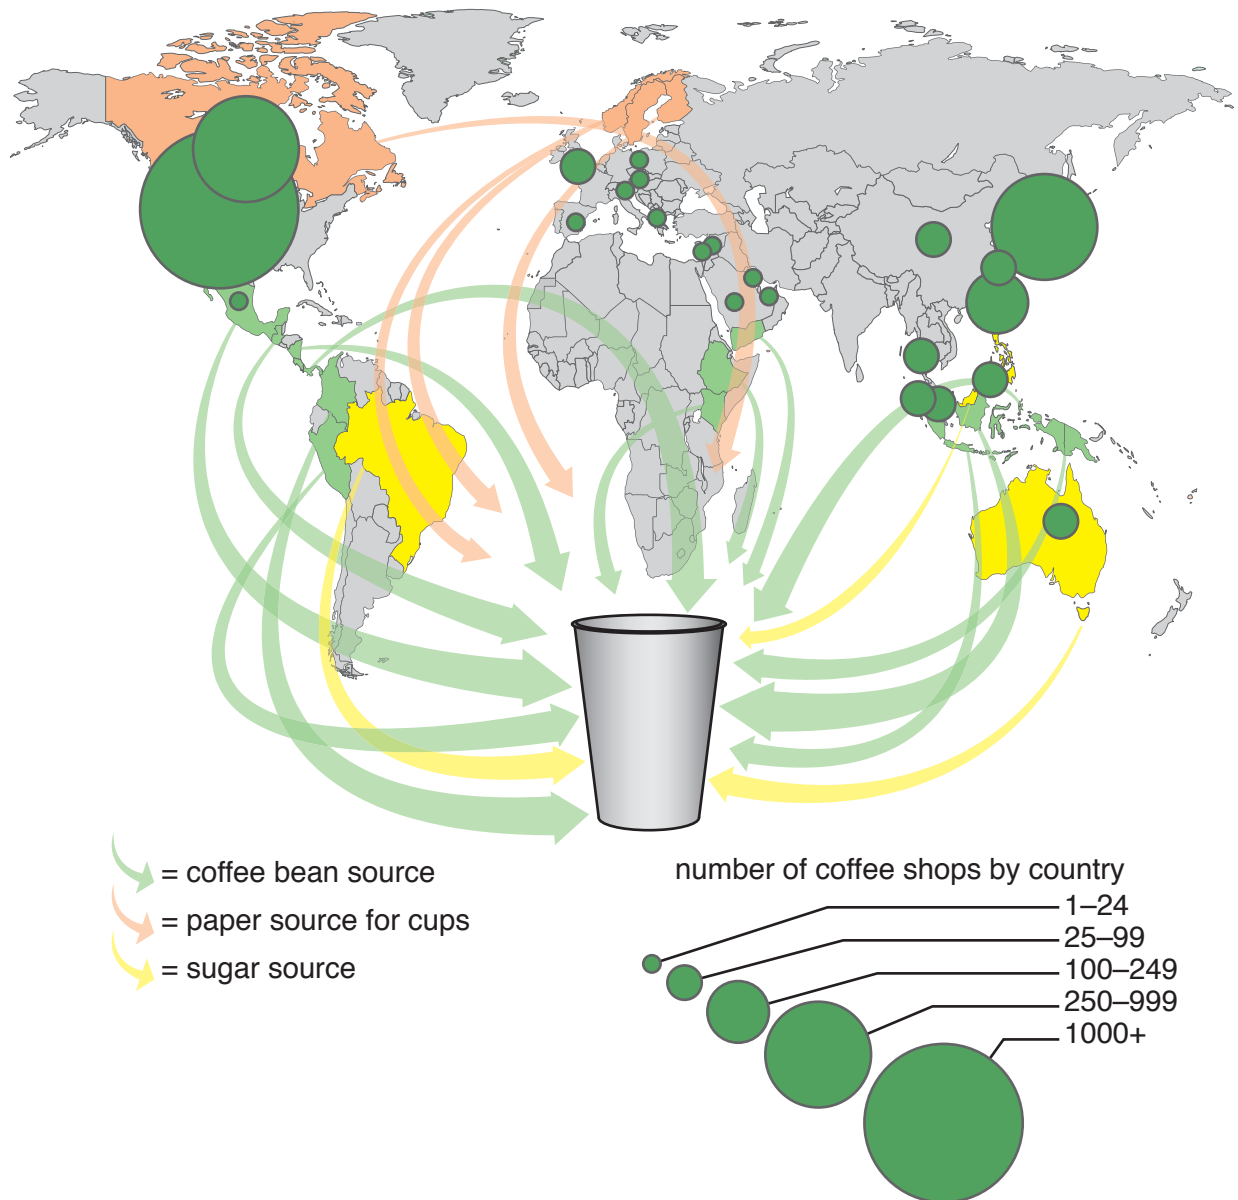 = coffee bean source
= paper source for cups
= sugar source
number of coffee shops by country
1–24
25–99
100–249
250–999
1000+